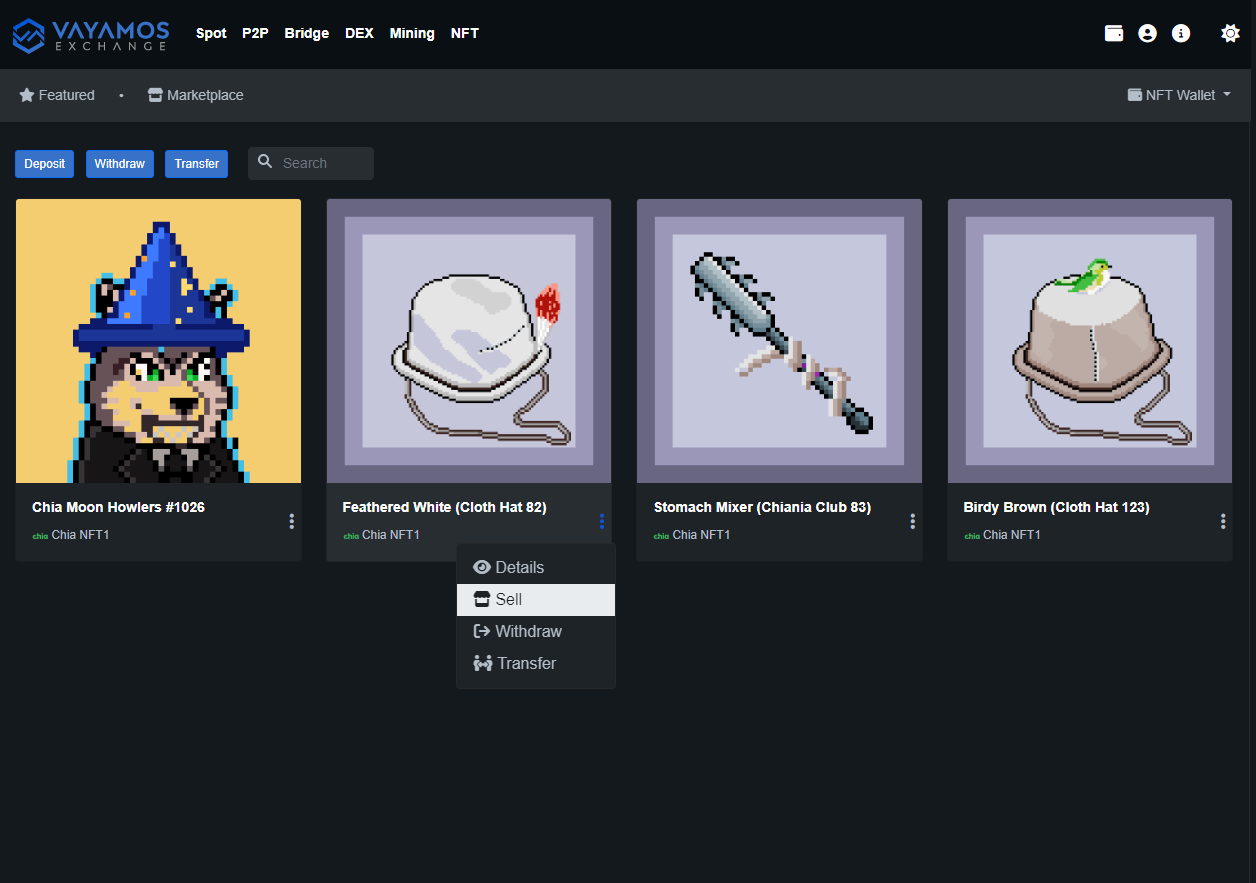 VAYAMOS
EXCHANGE
Spot P2P Bridge DEX Mining NFT
Featured • Marketplace
NFT Wallet
Deposit Withdraw Transfer Search
Chia Moon Howlers #1026
chia Chia NFT1
Feathered White (Cloth Hat 82)
chia Chia NFT1
Stomach Mixer (Chiania Club 83)
chia Chia NFT1
Birdy Brown (Cloth Hat 123)
chia Chia NFT1
Details
Sell
Withdraw
Transfer